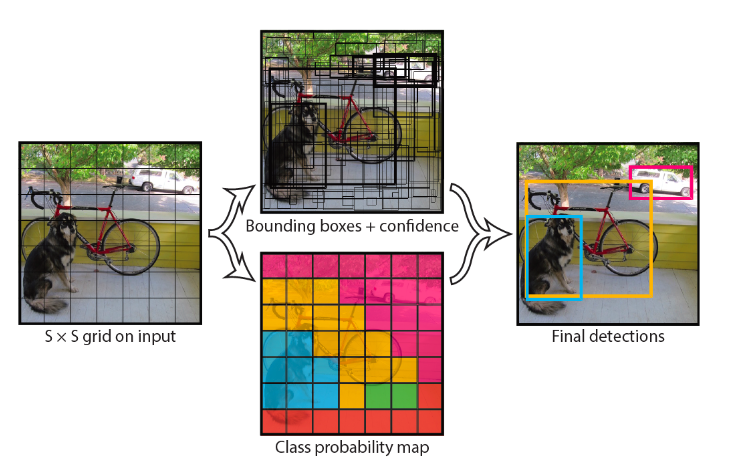 Bounding boxes + confidence
S × S grid on input
Final detections
Class probability map